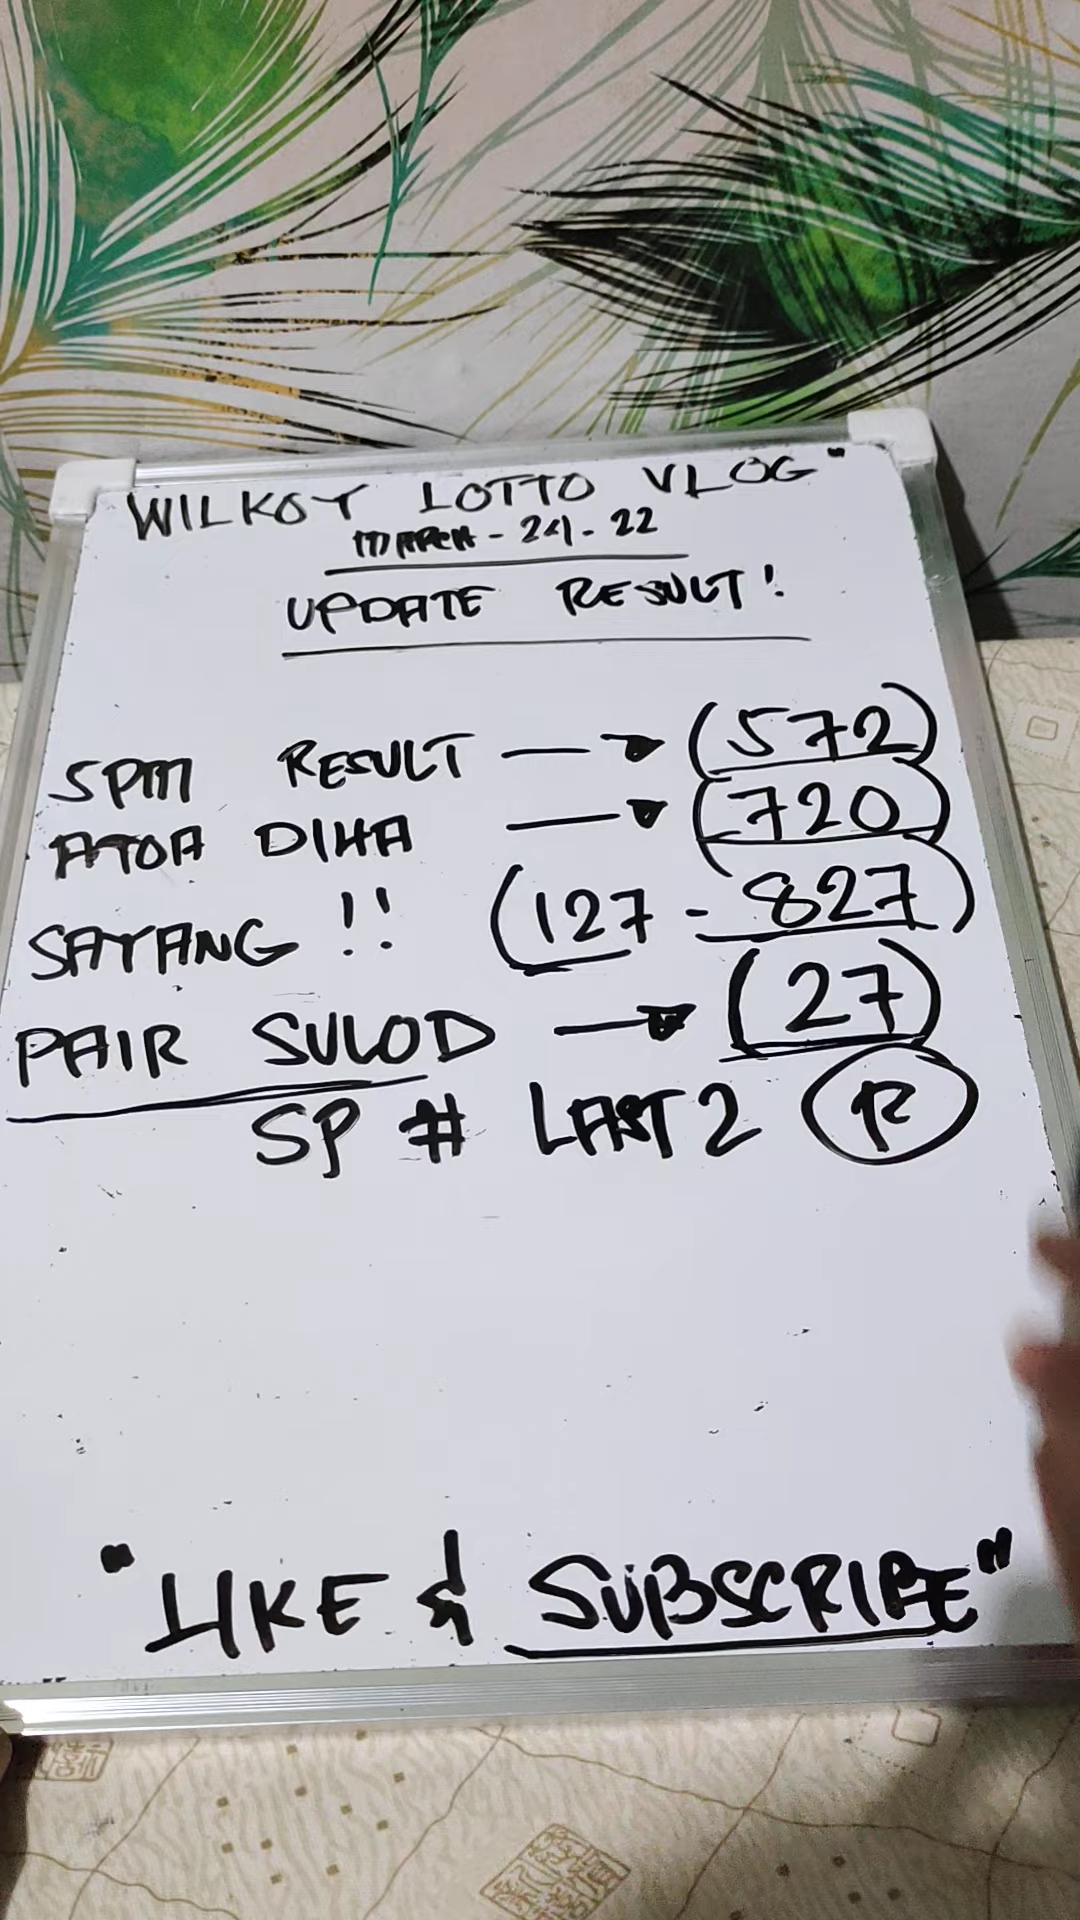 WILKOY LOTTO VLOG"
MARCH - 24 - 22
UPDATE RESULT!
5PM RESULT → (572)
ATOA DIHA → (720)
SAYANG !! (127 - 827)
PAIR SULOD → (27)
SP # LAST 2 R
"LIKE & SUBSCRIBE"